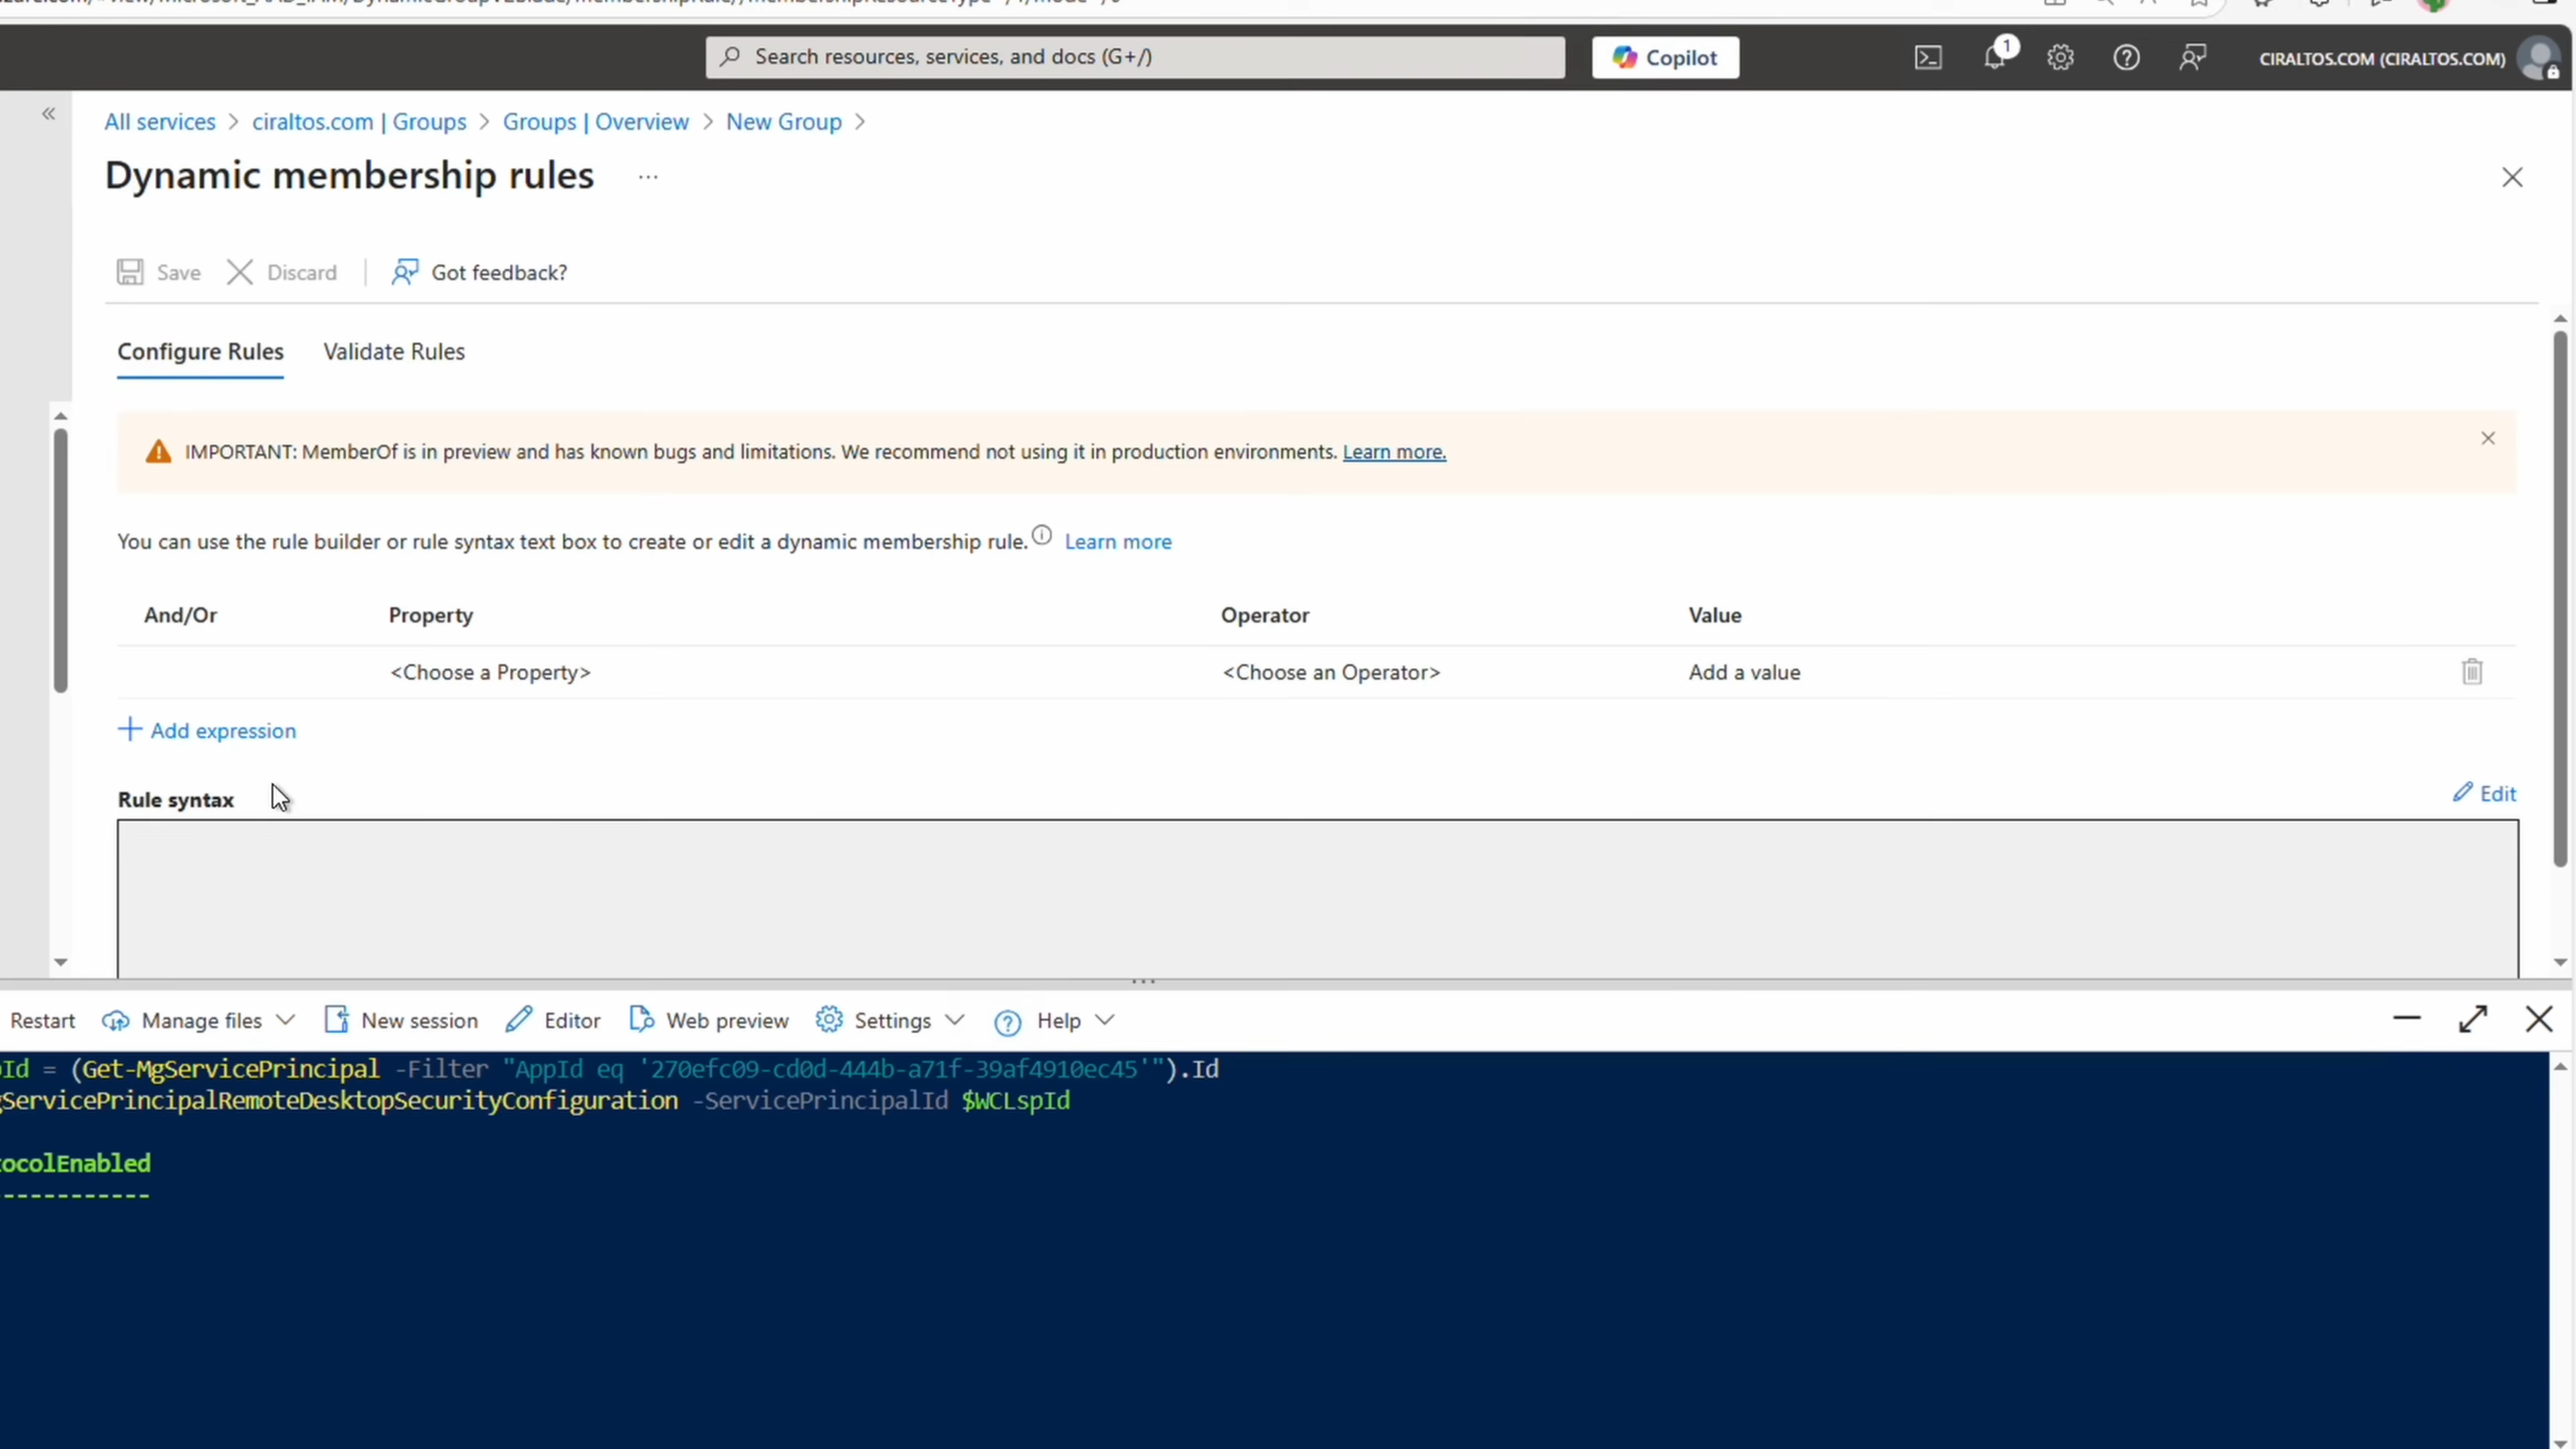 Search resources, services, and docs (G+/)
Copilot
1
CIRALTOS.COM (CIRALTOS.COM)
All services > ciraltos.com | Groups > Groups | Overview > New Group >
Dynamic membership rules ...
Save Discard | Got feedback?
Configure Rules Validate Rules
IMPORTANT: MemberOf is in preview and has known bugs and limitations. We recommend not using it in production environments. Learn more.
You can use the rule builder or rule syntax text box to create or edit a dynamic membership rule. Learn more
And/Or Property Operator Value
<Choose a Property> <Choose an Operator> Add a value
+ Add expression
Rule syntax
Edit
Restart Manage files New session Editor Web preview Settings Help
Id = (Get-MgServicePrincipal -Filter "AppId eq '270efc09-cd0d-444b-a71f-39af4910ec45'").Id
gServicePrincipalRemoteDesktopSecurityConfiguration -ServicePrincipalId $WCLspId
tocolEnabled
------------